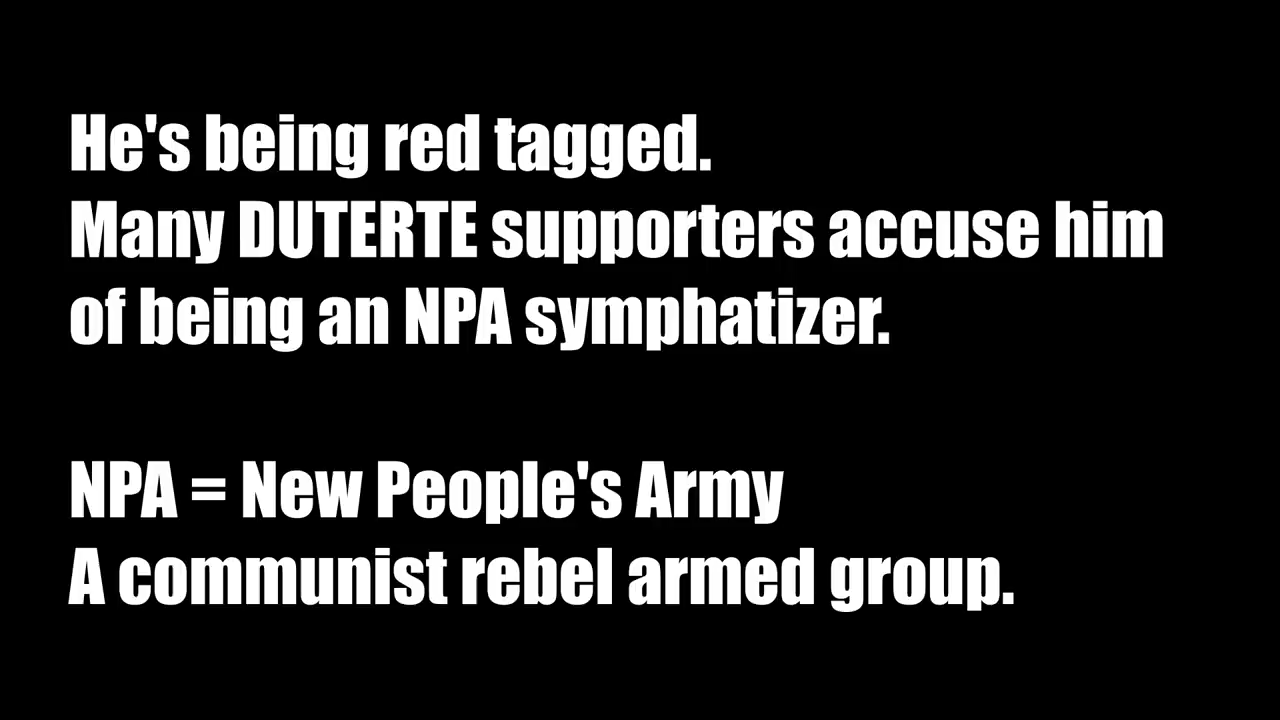 He's being red tagged.
Many DUTERTE supporters accuse him
of being an NPA symphatizer.
NPA = New People's Army
A communist rebel armed group.